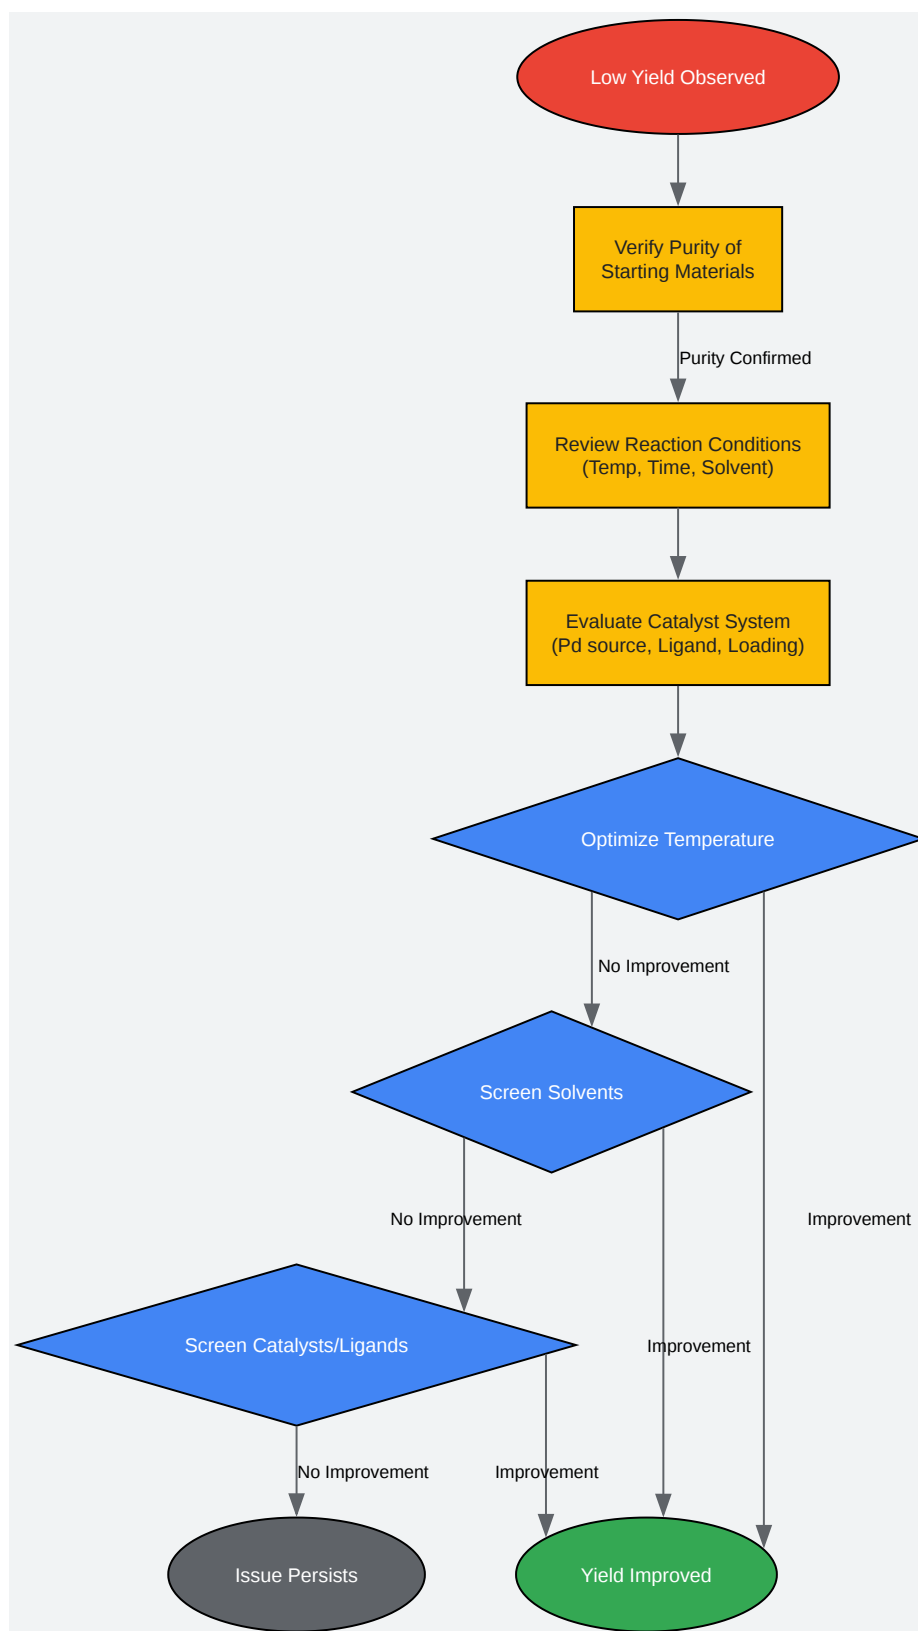 Low Yield Observed
Verify Purity of
Starting Materials
Purity Confirmed
Review Reaction Conditions
(Temp, Time, Solvent)
Evaluate Catalyst System
(Pd source, Ligand, Loading)
Optimize Temperature
No Improvement
Screen Solvents
No Improvement
Improvement
Screen Catalysts/Ligands
Improvement
No Improvement
Improvement
Issue Persists
Yield Improved